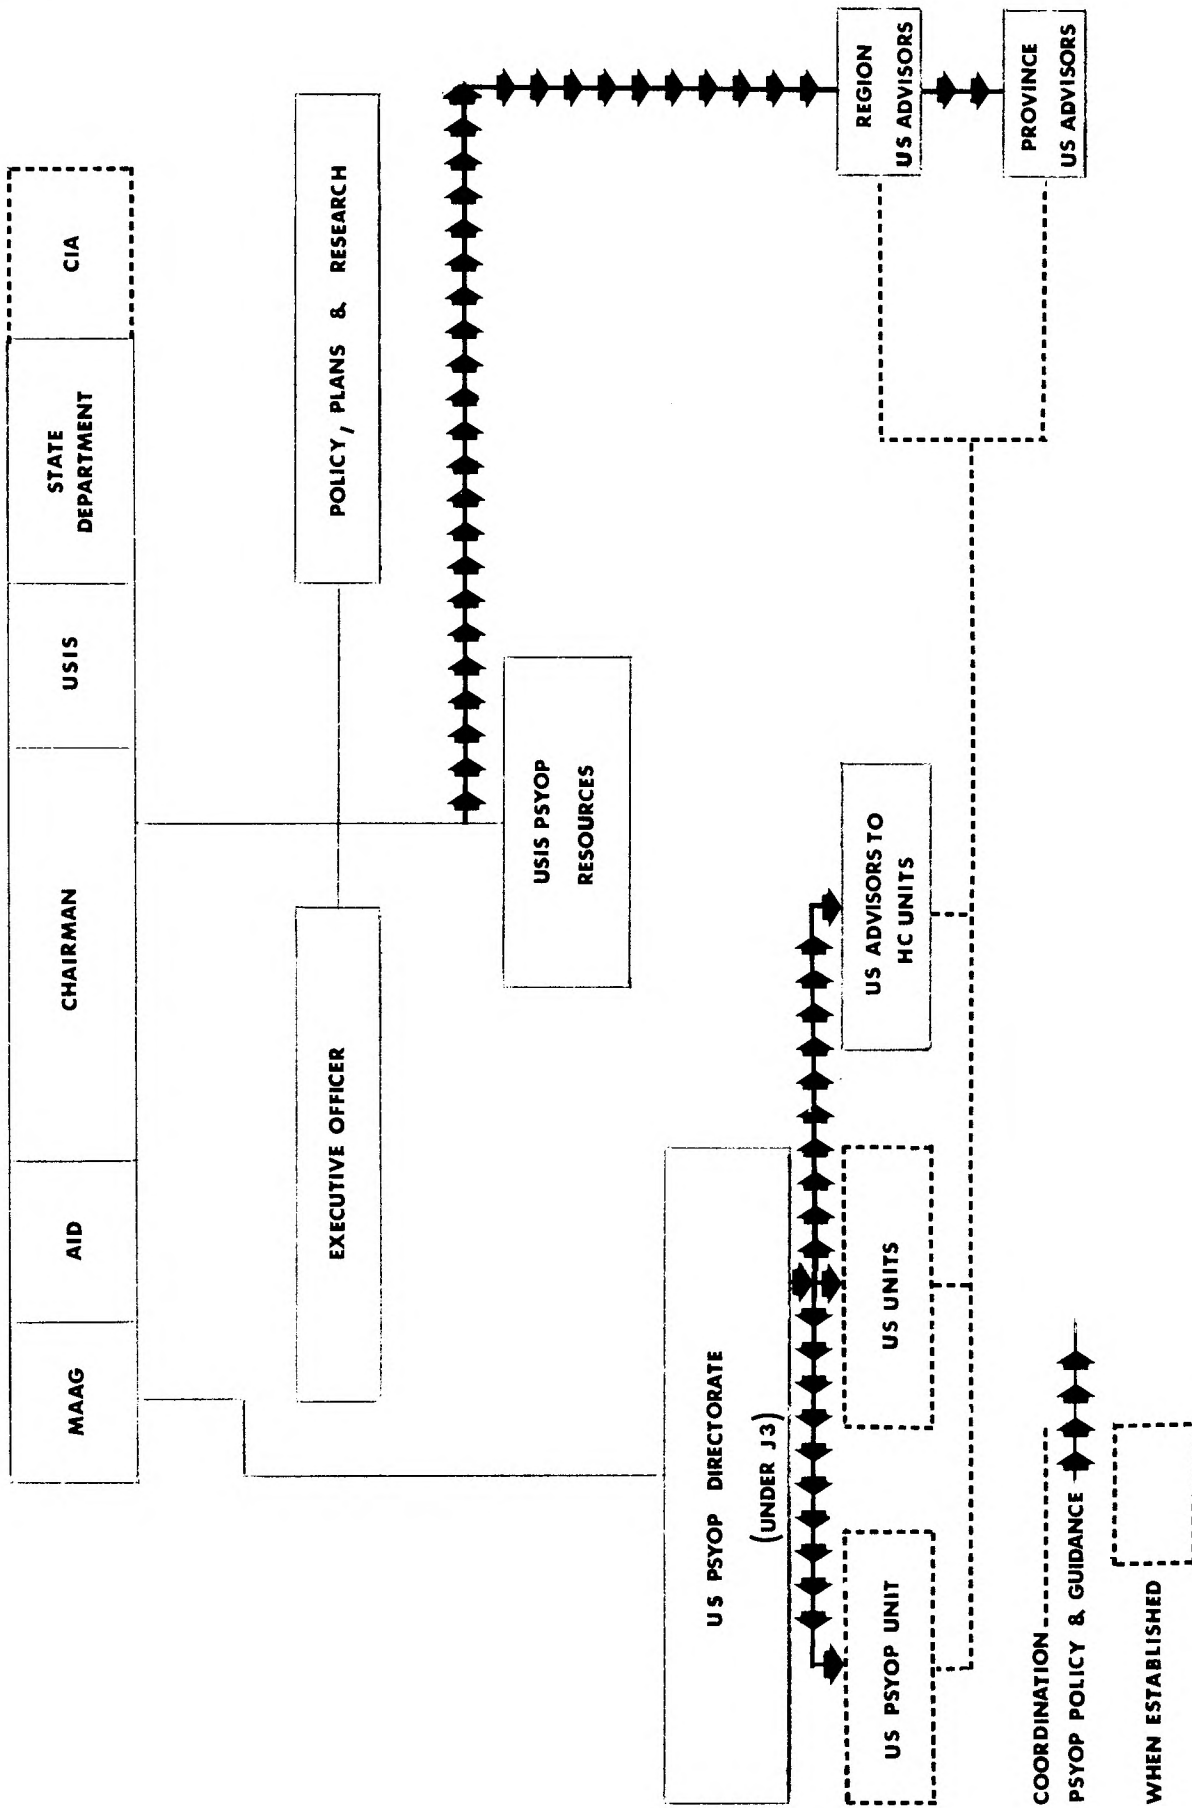 MAAG
AID
CHAIRMAN
USIS
STATE
DEPARTMENT
CIA
EXECUTIVE OFFICER
POLICY, PLANS & RESEARCH
USIS PSYOP
RESOURCES
US PSYOP DIRECTORATE
(UNDER J3)
US PSYOP UNIT
US UNITS
US ADVISORS TO
HC UNITS
REGION
US ADVISORS
PROVINCE
US ADVISORS
COORDINATION
PSYOP POLICY & GUIDANCE
WHEN ESTABLISHED